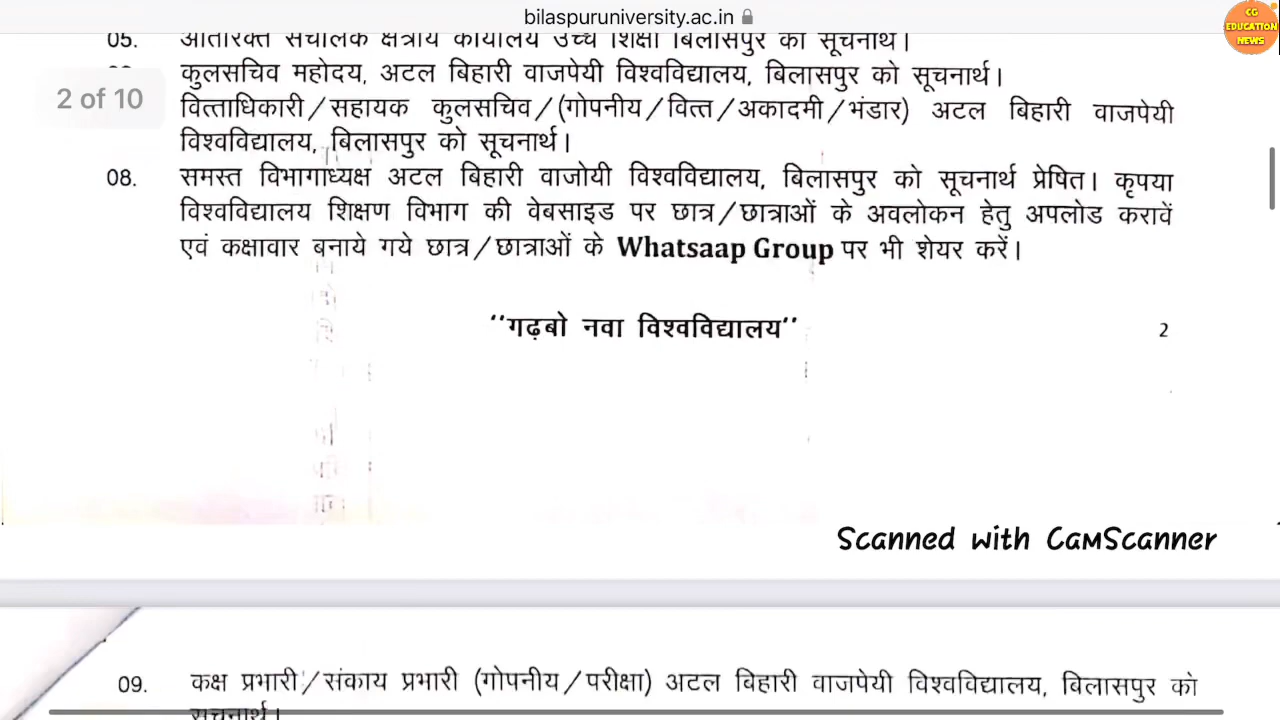 bilaspuruniversity.ac.in
CG
EDUCATION
NEWS
05. अतिरिक्त संचालक क्षेत्रीय कार्यालय उच्च शिक्षा बिलासपुर को सूचनार्थ।
कुलसचिव महोदय, अटल बिहारी वाजपेयी विश्वविद्यालय, बिलासपुर को सूचनार्थ।
2 of 10
वित्ताधिकारी/सहायक कुलसचिव/(गोपनीय/वित्त/अकादमी/भंडार) अटल बिहारी वाजपेयी
विश्वविद्यालय, बिलासपुर को सूचनार्थ।
08. समस्त विभागाध्यक्ष अटल बिहारी वाजोयी विश्वविद्यालय, बिलासपुर को सूचनार्थ प्रेषित। कृपया
विश्वविद्यालय शिक्षण विभाग की वेबसाइड पर छात्र/छात्राओं के अवलोकन हेतु अपलोड करावें
एवं कक्षावार बनाये गये छात्र/छात्राओं के Whatsaap Group पर भी शेयर करें।
''गढ़बो नवा विश्वविद्यालय'' 2
Scanned with CamScanner
09. कक्ष प्रभारी/संकाय प्रभारी (गोपनीय/परीक्षा) अटल बिहारी वाजपेयी विश्वविद्यालय, बिलासपुर को
सूचनार्थ।